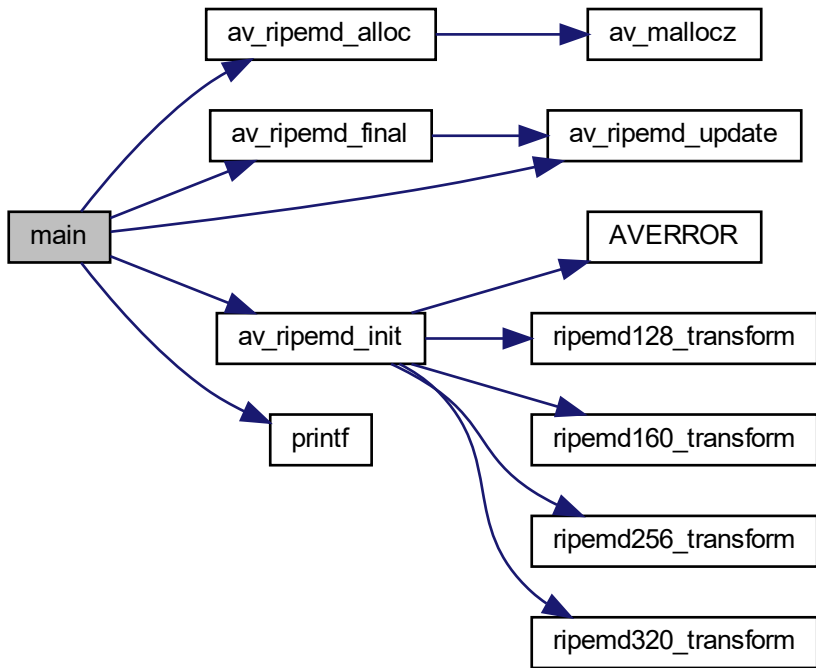 av_ripemd_alloc
av_mallocz
av_ripemd_final
av_ripemd_update
main
AVERROR
av_ripemd_init
ripemd128_transform
printf
ripemd160_transform
ripemd256_transform
ripemd320_transform